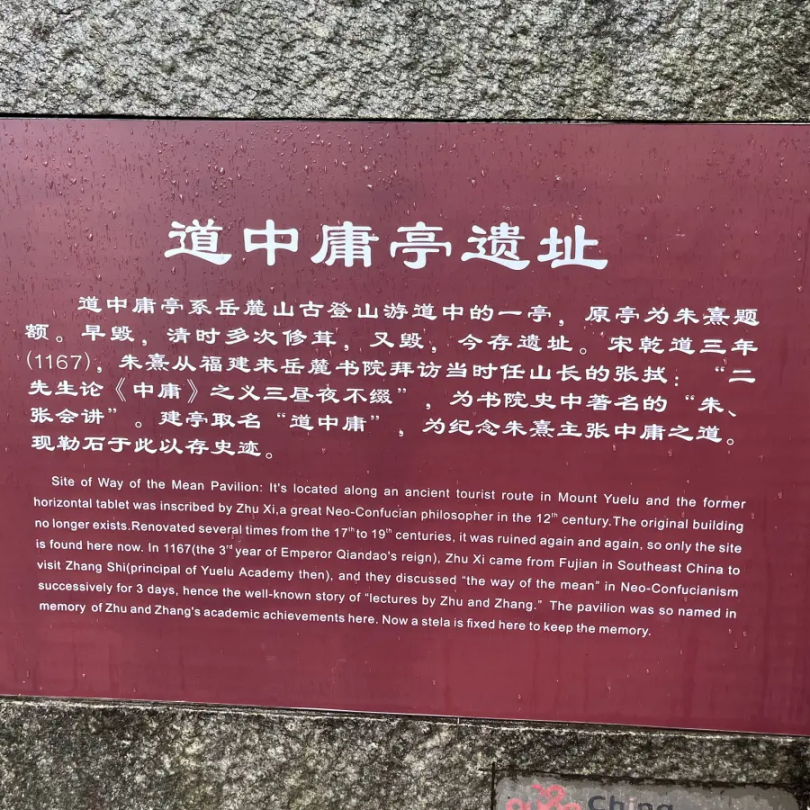 道中庸亭遗址
道中庸亭系岳麓山古登山游道中的一亭，原亭为朱熹题
额。早毁，清时多次修茸，又毁，今存遗址。宋乾道三年
(1167)，朱熹从福建来岳麓书院拜访当时任山长的张拭：“二
先生论《中庸》之义三昼夜不缀”，为书院史中著名的“朱、
张会讲”。建亭取名“道中庸”，为纪念朱熹主张中庸之道。
现勒石于此以存史迹。
Site of Way of the Mean Pavilion: It's located along an ancient tourist route in Mount Yuelu and the former
horizontal tablet was inscribed by Zhu Xi,a great Neo-Confucian philosopher in the 12th century.The original building
no longer exists.Renovated several times from the 17th to 19th centuries, it was ruined again and again, so only the site
is found here now. In 1167(the 3rd year of Emperor Qiandao's reign), Zhu Xi came from Fujian in Southeast China to
visit Zhang Shi(principal of Yuelu Academy then), and they discussed “the way of the mean” in Neo-Confucianism
successively for 3 days, hence the well-known story of “lectures by Zhu and Zhang.” The pavilion was so named in
memory of Zhu and Zhang's academic achievements here. Now a stela is fixed here to keep the memory.
China